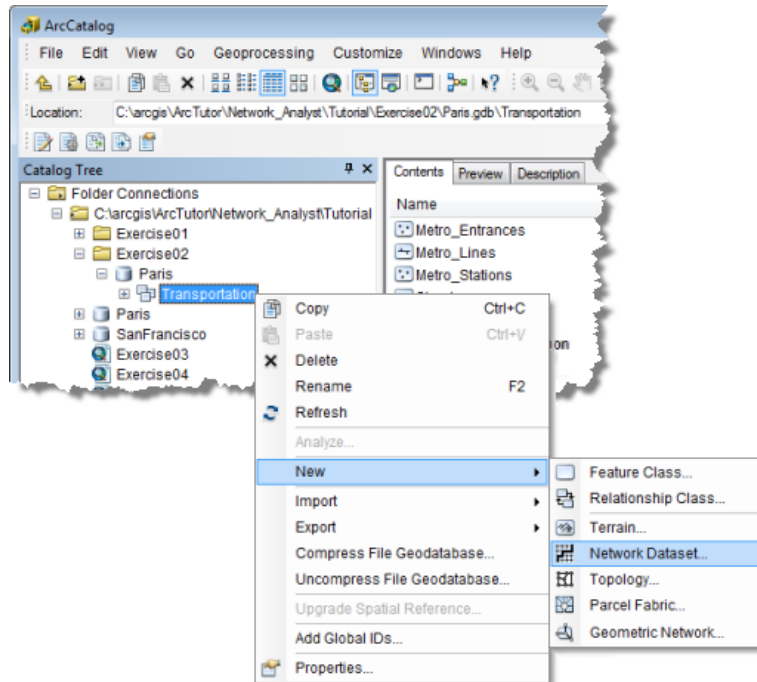 ArcCatalog
File Edit View Go Geoprocessing Customize Windows Help
Location: C:\arcgis\ArcTutor\Network_Analyst\Tutorial\Exercise02\Paris.gdb\Transportation
Catalog Tree
Contents Preview Description
Folder Connections
Name
C:\arcgis\ArcTutor\Network_Analyst\Tutorial
Metro_Entrances
Exercise01
Metro_Lines
Exercise02
Metro_Stations
Paris
Transportation
Paris
SanFrancisco
Exercise03
Exercise04
on
Copy Ctrl+C
Paste Ctrl+V
Delete
Rename F2
Refresh
Analyze...
New
Import
Export
Compress File Geodatabase...
Uncompress File Geodatabase...
Upgrade Spatial Reference...
Add Global IDs...
Properties...
Feature Class...
Relationship Class...
Terrain...
Network Dataset...
Topology...
Parcel Fabric...
Geometric Network...